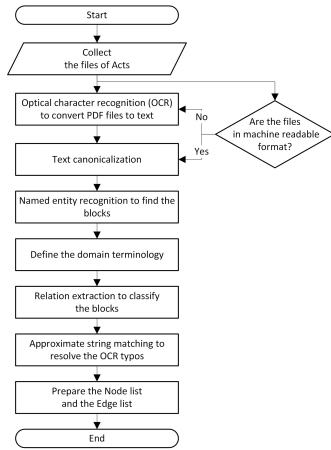 Start
Collect
the files of Acts
Optical character recognition (OCR)
to convert PDF files to text
No
Are the files
in machine readable
format?
Yes
Text canonicalization
Named entity recognition to find the
blocks
Define the domain terminology
Relation extraction to classify
the blocks
Approximate string matching to
resolve the OCR typos
Prepare the Node list
and the Edge list
End